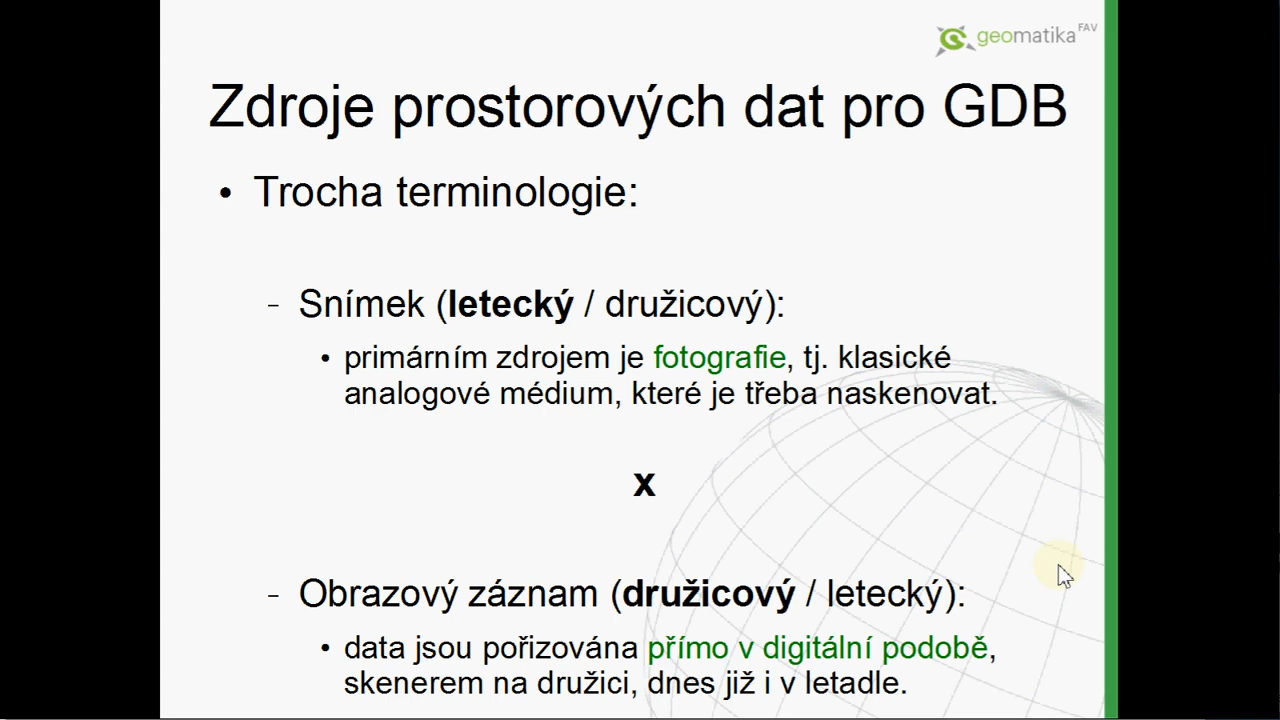 geomatika FAV
Zdroje prostorových dat pro GDB
• Trocha terminologie:
– Snímek (letecký / družicový):
• primárním zdrojem je fotografie, tj. klasické
analogové médium, které je třeba naskenovat.
x
– Obrazový záznam (družicový / letecký):
• data jsou pořizována přímo v digitální podobě,
skenerem na družici, dnes již i v letadle.